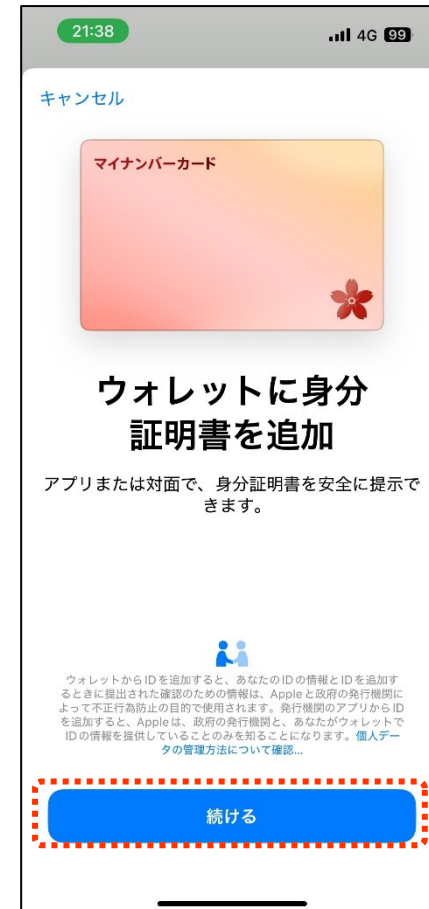 21:38 4G 99
キャンセル
マイナンバーカード
ウォレットに身分
証明書を追加
アプリまたは対面で、身分証明書を安全に提示で
きます。
ウォレットからIDを追加すると、あなたのIDの情報とIDを追加す
るときに提出された確認のための情報は、Appleと政府の発行機関に
よって不正行為防止の目的で使用されます。発行機関のアプリからID
を追加すると、Appleは、政府の発行機関と、あなたがウォレットで
IDの情報を提供していることのみを知ることになります。個人デー
タの管理方法について確認...
続ける